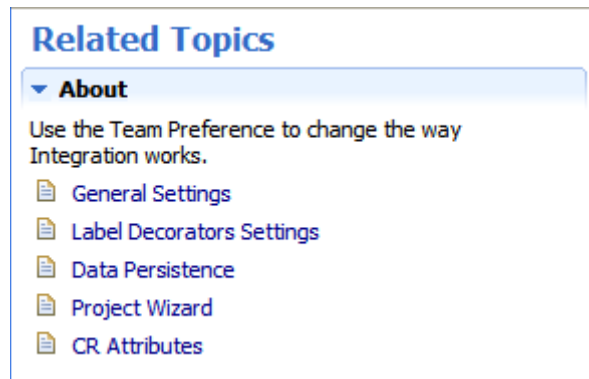 Related Topics
About
Use the Team Preference to change the way
Integration works.
General Settings
Label Decorators Settings
Data Persistence
Project Wizard
CR Attributes